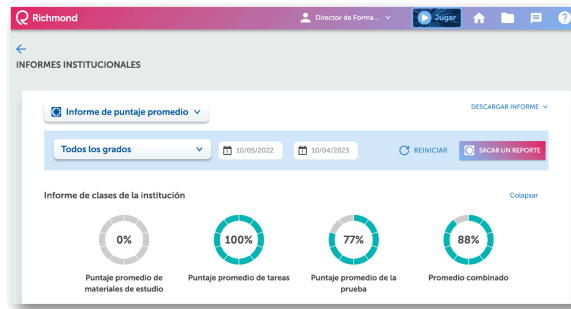 Richmond
Director de Forma...
Jugar
INFORMES INSTITUCIONALES
Informe de puntaje promedio
DESCARGAR INFORME
Todos los grados
10/05/2022
10/04/2023
REINICIAR
SACAR UN REPORTE
Informe de clases de la institución
Colapsar
0%
100%
77%
88%
Puntaje promedio de
materiales de estudio
Puntaje promedio de tareas
Puntaje promedio de la
prueba
Promedio combinado